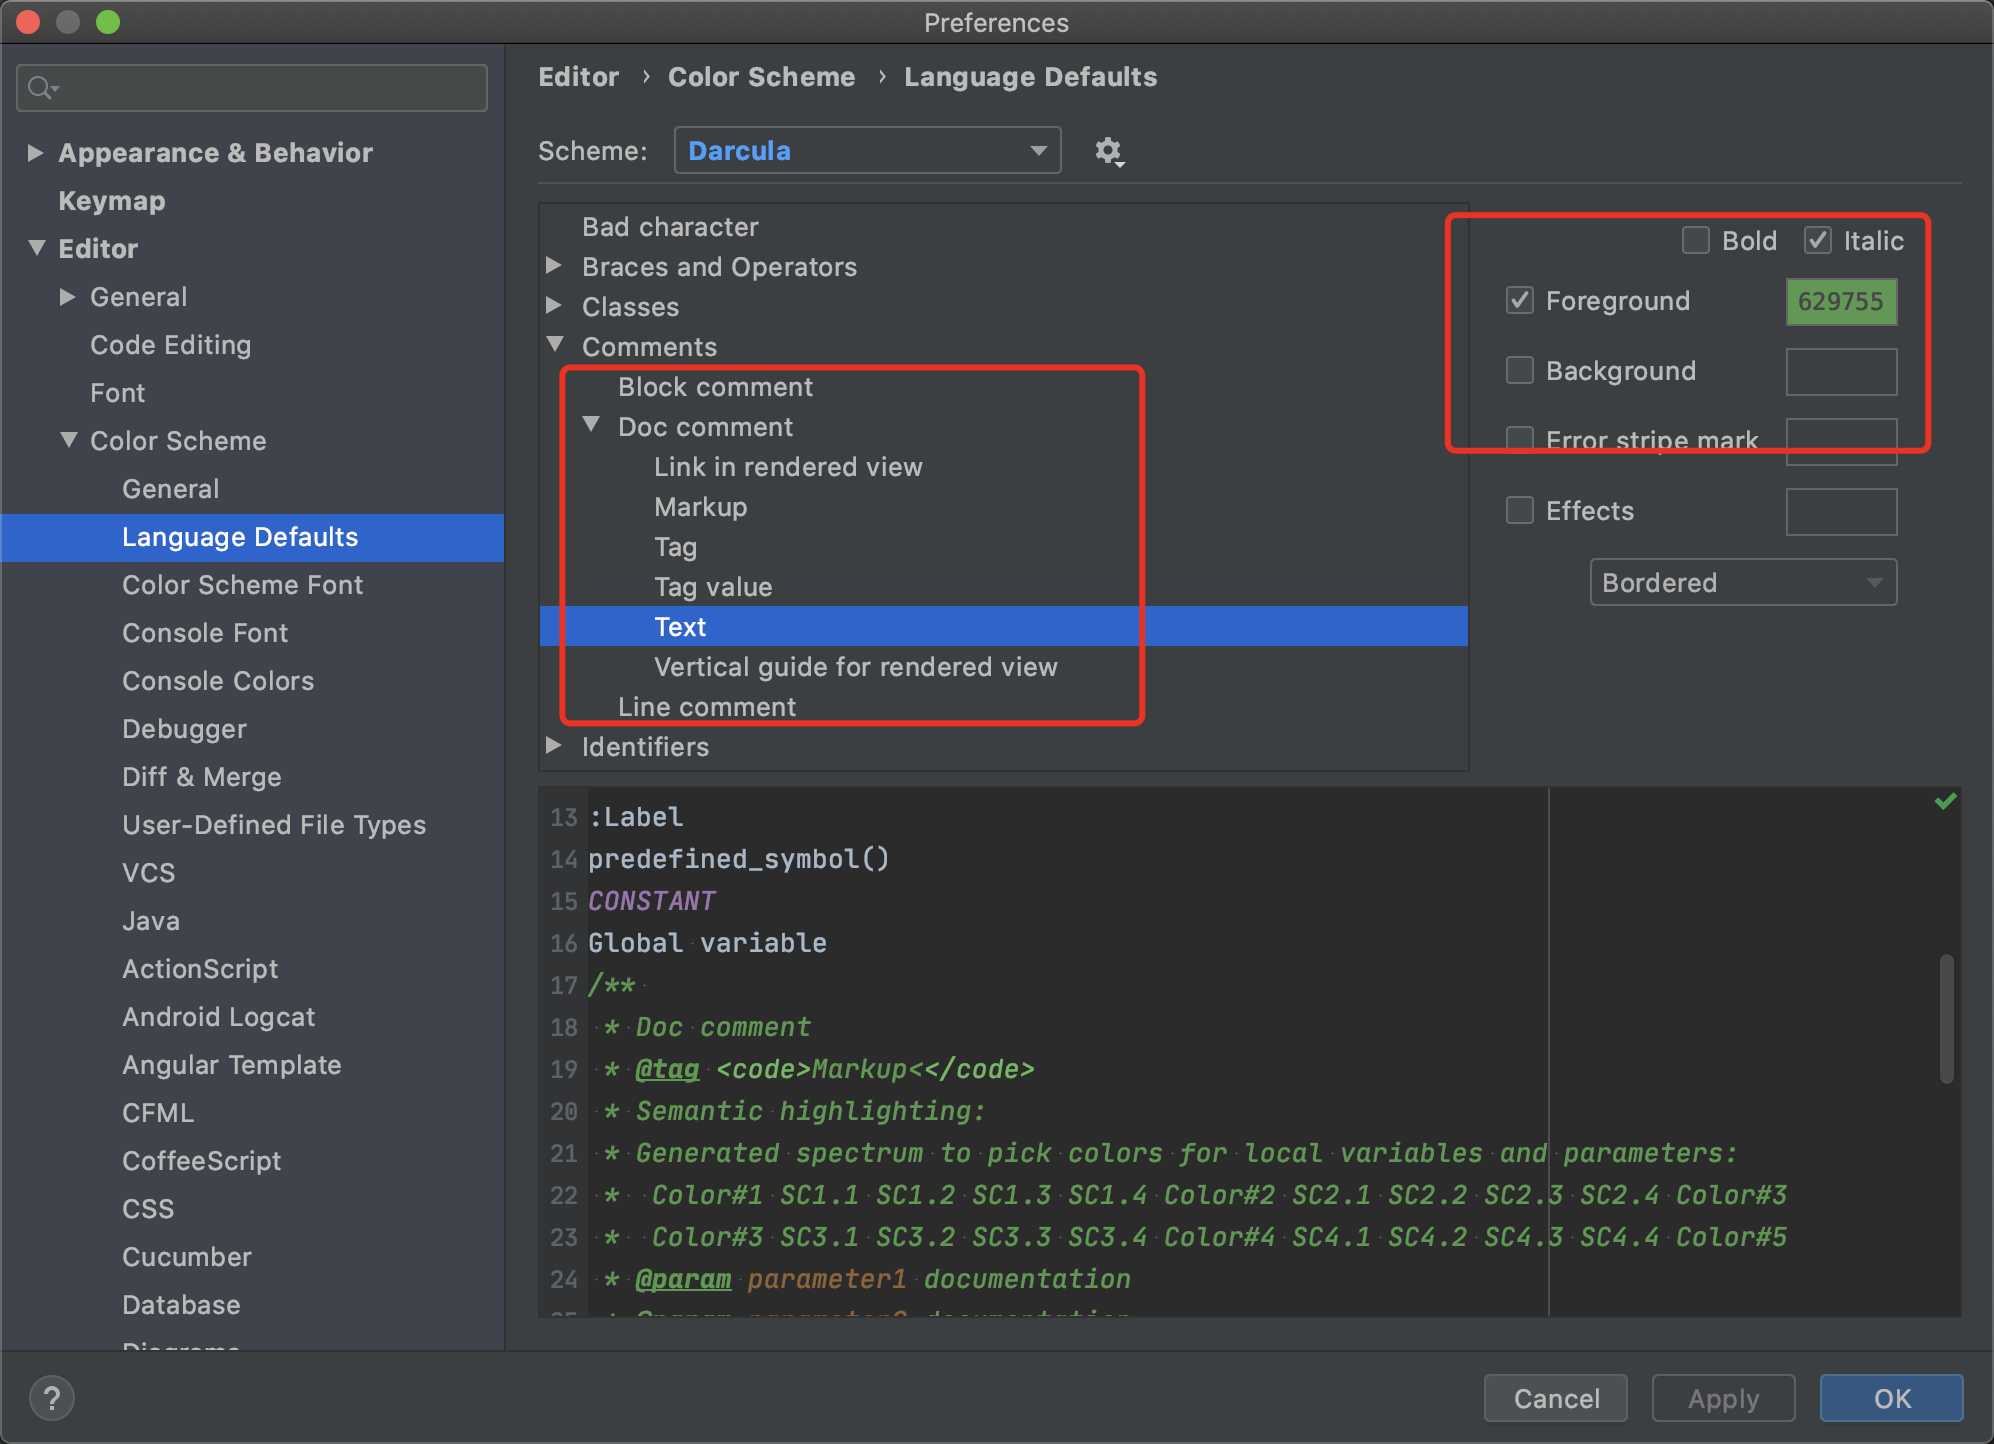 Preferences
Appearance & Behavior
Keymap
Editor
General
Code Editing
Font
Color Scheme
General
Language Defaults
Color Scheme Font
Console Font
Console Colors
Debugger
Diff & Merge
User-Defined File Types
VCS
Java
ActionScript
Android Logcat
Angular Template
CFML
CoffeeScript
CSS
Cucumber
Database
Editor › Color Scheme › Language Defaults
Scheme: Darcula
Bad character
Braces and Operators
Classes
Comments
Block comment
Doc comment
Link in rendered view
Markup
Tag
Tag value
Text
Vertical guide for rendered view
Line comment
Identifiers
Bold Italic
Foreground 629755
Background
Error stripe mark
Effects
Bordered
13 :Label
14 predefined_symbol()
15 CONSTANT
16 Global variable
17 /**
18 * Doc comment
19 * @tag <code>Markup<</code>
20 * Semantic highlighting:
21 * Generated spectrum to pick colors for local variables and parameters:
22 *  Color#1 SC1.1 SC1.2 SC1.3 SC1.4 Color#2 SC2.1 SC2.2 SC2.3 SC2.4 Color#3
23 *  Color#3 SC3.1 SC3.2 SC3.3 SC3.4 Color#4 SC4.1 SC4.2 SC4.3 SC4.4 Color#5
24 * @param parameter1 documentation
?
Cancel Apply OK